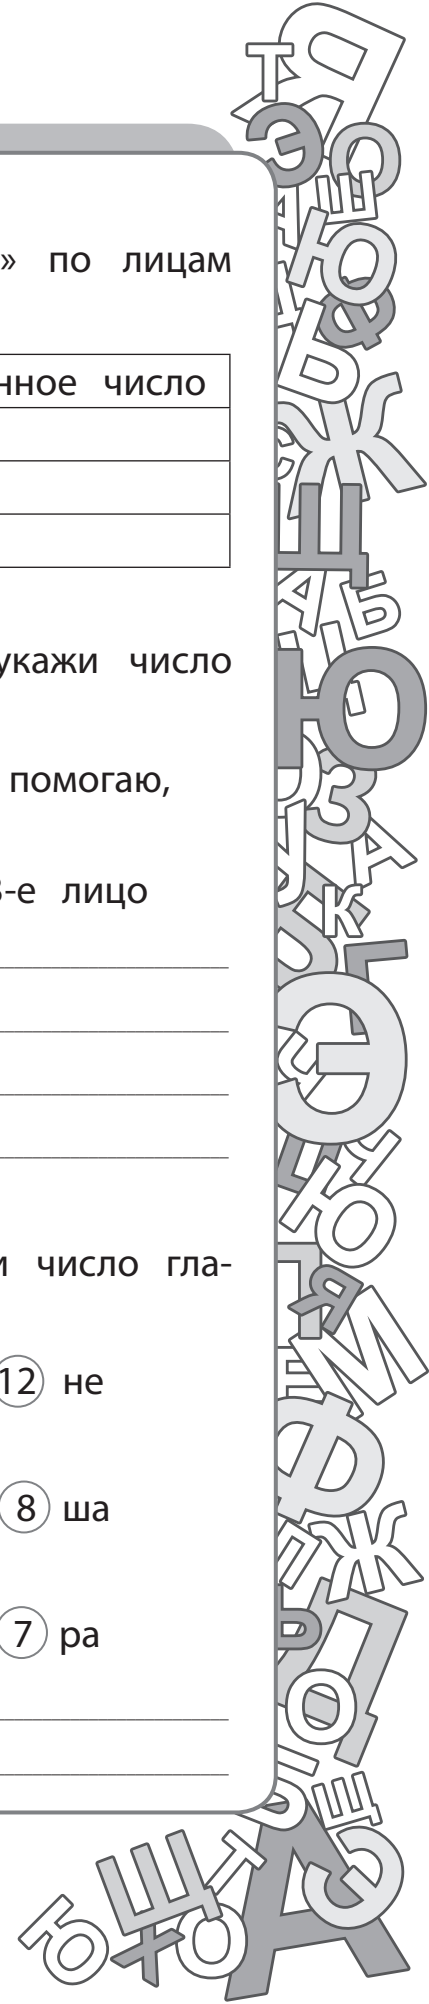 » по лицам
нное число
укажи число
помогаю,
3-е лицо
и число гла-
12 не
8 ша
7 ра